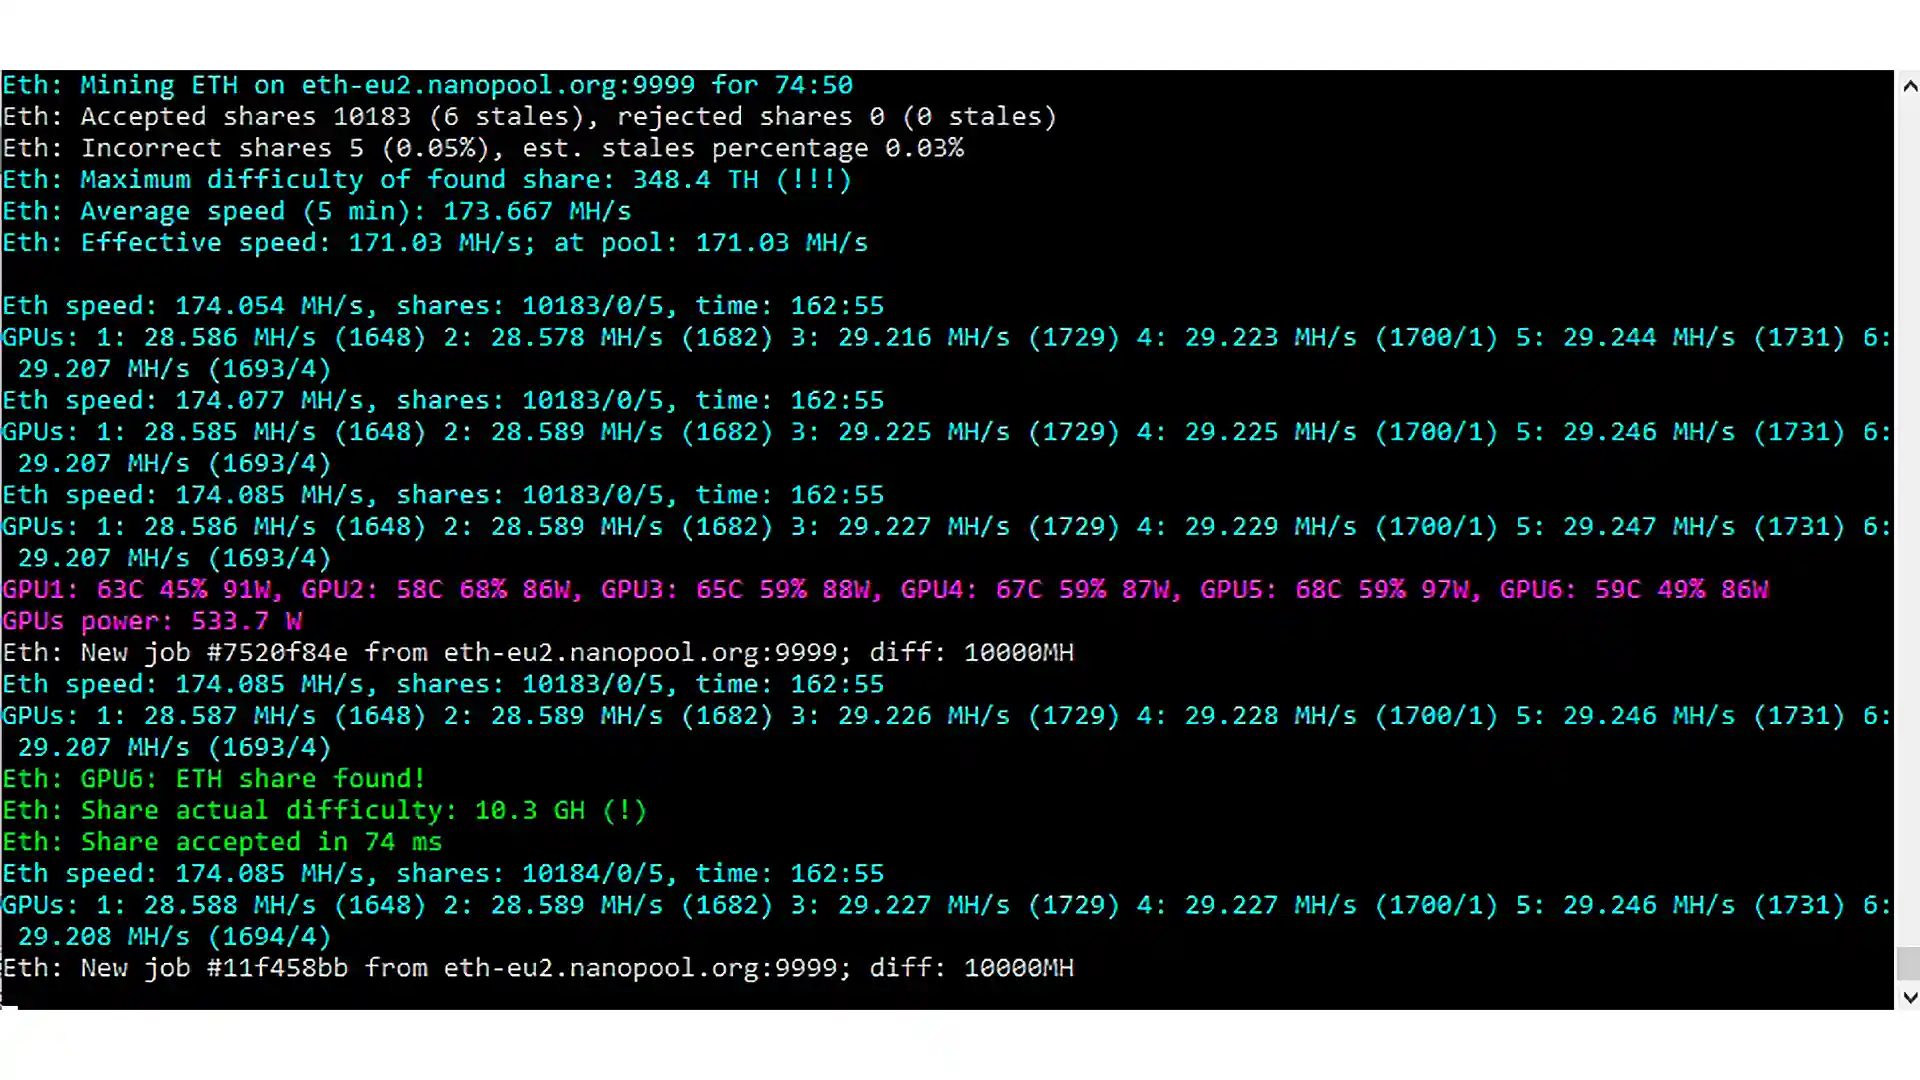 Eth: Mining ETH on eth-eu2.nanopool.org:9999 for 74:50
Eth: Accepted shares 10183 (6 stales), rejected shares 0 (0 stales)
Eth: Incorrect shares 5 (0.05%), est. stales percentage 0.03%
Eth: Maximum difficulty of found share: 348.4 TH (!!!)
Eth: Average speed (5 min): 173.667 MH/s
Eth: Effective speed: 171.03 MH/s; at pool: 171.03 MH/s
Eth speed: 174.054 MH/s, shares: 10183/0/5, time: 162:55
GPUs: 1: 28.586 MH/s (1648) 2: 28.578 MH/s (1682) 3: 29.216 MH/s (1729) 4: 29.223 MH/s (1700/1) 5: 29.244 MH/s (1731) 6:
29.207 MH/s (1693/4)
Eth speed: 174.077 MH/s, shares: 10183/0/5, time: 162:55
GPUs: 1: 28.585 MH/s (1648) 2: 28.589 MH/s (1682) 3: 29.225 MH/s (1729) 4: 29.225 MH/s (1700/1) 5: 29.246 MH/s (1731) 6:
29.207 MH/s (1693/4)
Eth speed: 174.085 MH/s, shares: 10183/0/5, time: 162:55
GPUs: 1: 28.586 MH/s (1648) 2: 28.589 MH/s (1682) 3: 29.227 MH/s (1729) 4: 29.229 MH/s (1700/1) 5: 29.247 MH/s (1731) 6:
29.207 MH/s (1693/4)
GPU1: 63C 45% 91W, GPU2: 58C 68% 86W, GPU3: 65C 59% 88W, GPU4: 67C 59% 87W, GPU5: 68C 59% 97W, GPU6: 59C 49% 86W
GPUs power: 533.7 W
Eth: New job #7520f84e from eth-eu2.nanopool.org:9999; diff: 10000MH
Eth speed: 174.085 MH/s, shares: 10183/0/5, time: 162:55
GPUs: 1: 28.587 MH/s (1648) 2: 28.589 MH/s (1682) 3: 29.226 MH/s (1729) 4: 29.228 MH/s (1700/1) 5: 29.246 MH/s (1731) 6:
29.207 MH/s (1693/4)
Eth: GPU6: ETH share found!
Eth: Share actual difficulty: 10.3 GH (!)
Eth: Share accepted in 74 ms
Eth speed: 174.085 MH/s, shares: 10184/0/5, time: 162:55
GPUs: 1: 28.588 MH/s (1648) 2: 28.589 MH/s (1682) 3: 29.227 MH/s (1729) 4: 29.227 MH/s (1700/1) 5: 29.246 MH/s (1731) 6:
29.208 MH/s (1694/4)
Eth: New job #11f458bb from eth-eu2.nanopool.org:9999; diff: 10000MH